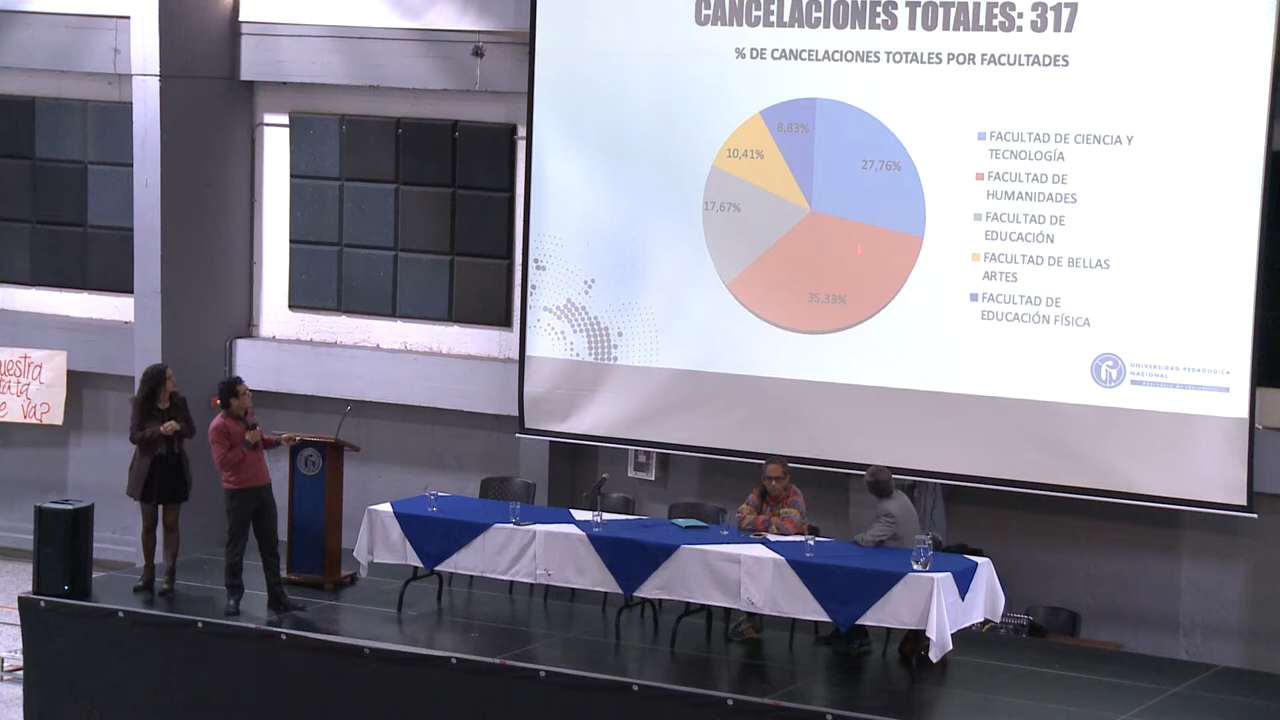 CANCELACIONES TOTALES: 317
% DE CANCELACIONES TOTALES POR FACULTADES
8,83%
27,76%
10,41%
17,67%
35,33%
FACULTAD DE CIENCIA Y
TECNOLOGÍA
FACULTAD DE
HUMANIDADES
FACULTAD DE
EDUCACIÓN
FACULTAD DE BELLAS
ARTES
FACULTAD DE
EDUCACIÓN FÍSICA
UNIVERSIDAD PEDAGÓGICA
NACIONAL
uestra
ata
e va?